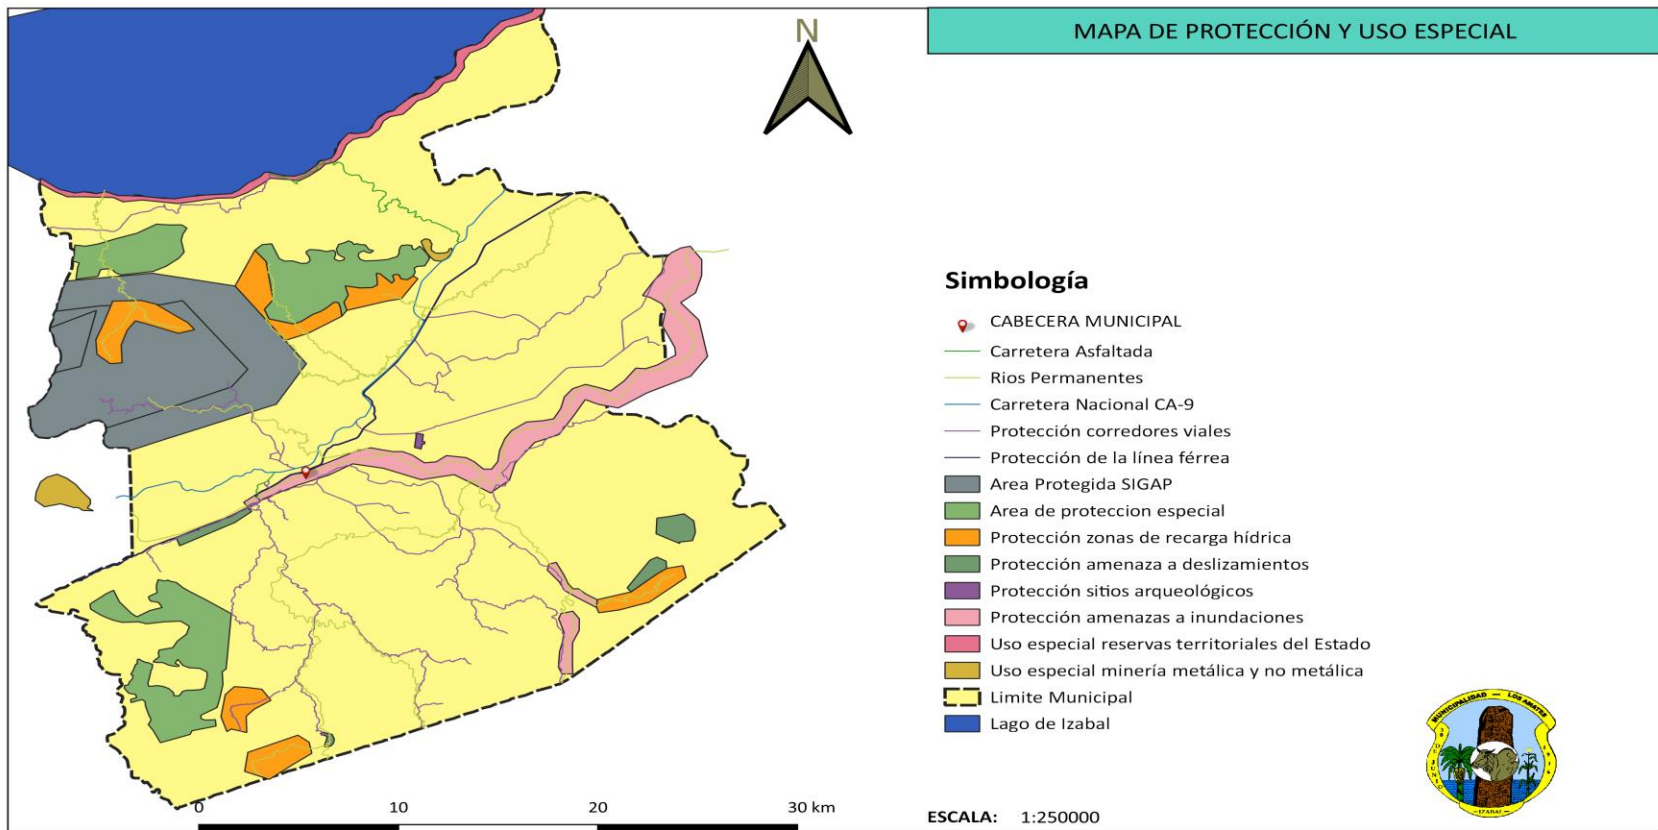 MAPA DE PROTECCIÓN Y USO ESPECIAL
N
Simbología
CABECERA MUNICIPAL
Carretera Asfaltada
Rios Permanentes
Carretera Nacional CA-9
Protección corredores viales
Protección de la línea férrea
Area Protegida SIGAP
Area de proteccion especial
Protección zonas de recarga hídrica
Protección amenaza a deslizamientos
Protección sitios arqueológicos
Protección amenazas a inundaciones
Uso especial reservas territoriales del Estado
Uso especial minería metálica y no metálica
Limite Municipal
Lago de Izabal
0 10 20 30 km
ESCALA: 1:250000
MUNICIPALIDAD — LOS AMATES
DE JUNIO
—IZABAL—